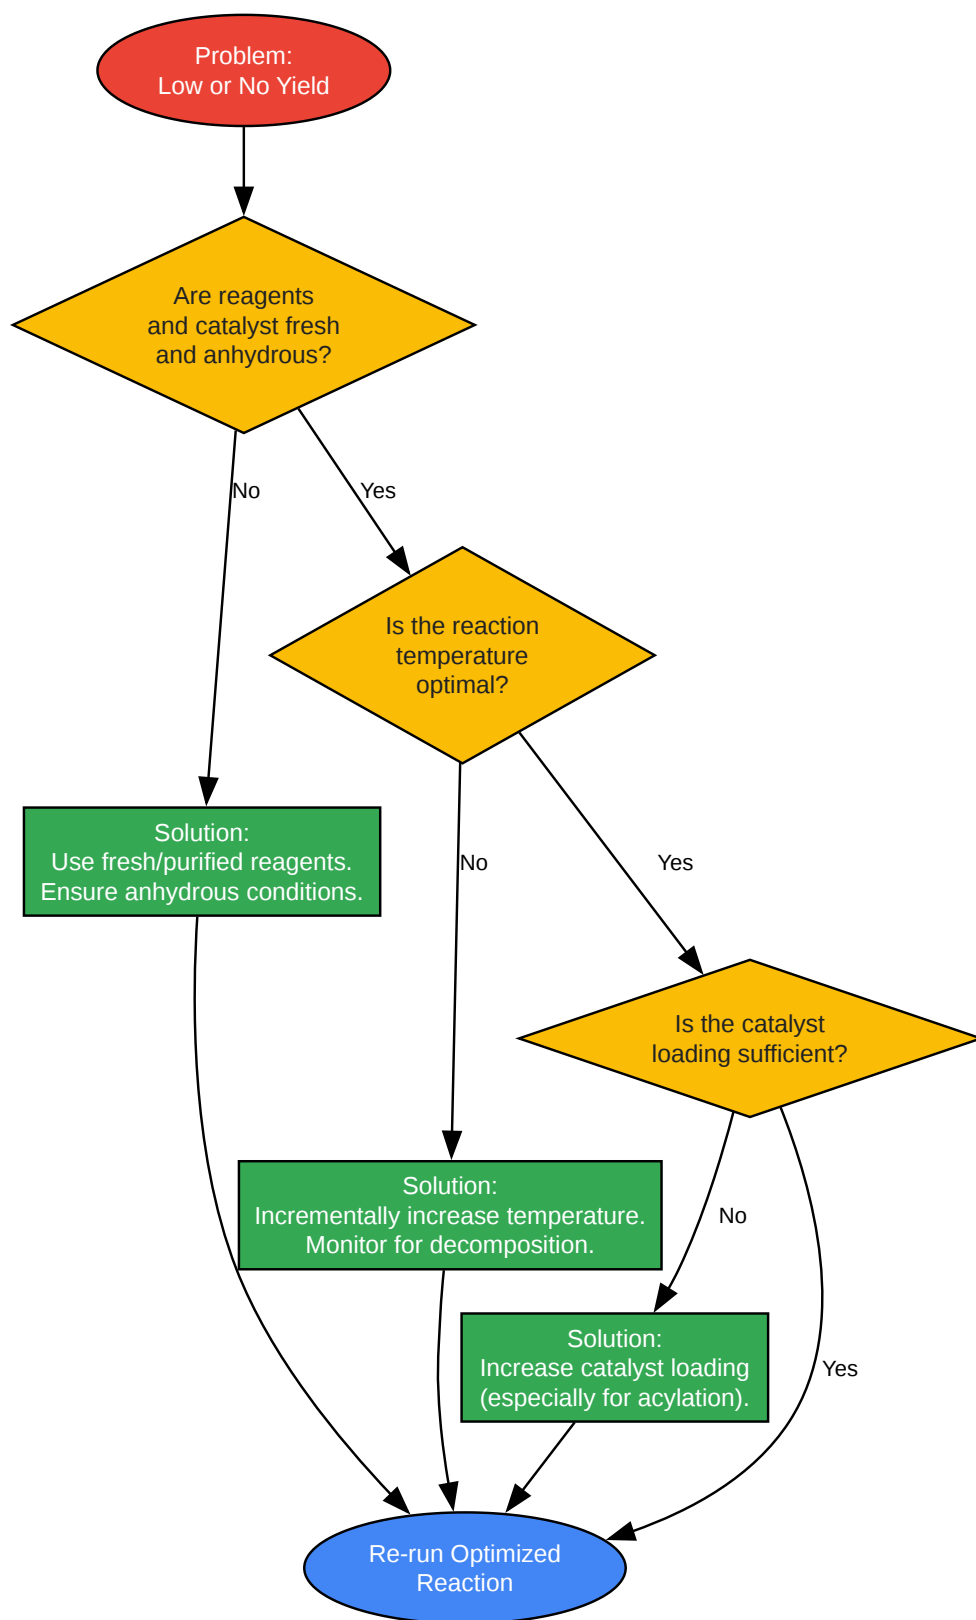 Problem:
Low or No Yield
Are reagents
and catalyst fresh
and anhydrous?
No
Yes
Is the reaction
temperature
optimal?
Solution:
Use fresh/purified reagents.
Ensure anhydrous conditions.
No
Yes
Is the catalyst
loading sufficient?
Solution:
Incrementally increase temperature.
Monitor for decomposition.
No
Solution:
Increase catalyst loading
(especially for acylation).
Yes
Re-run Optimized
Reaction